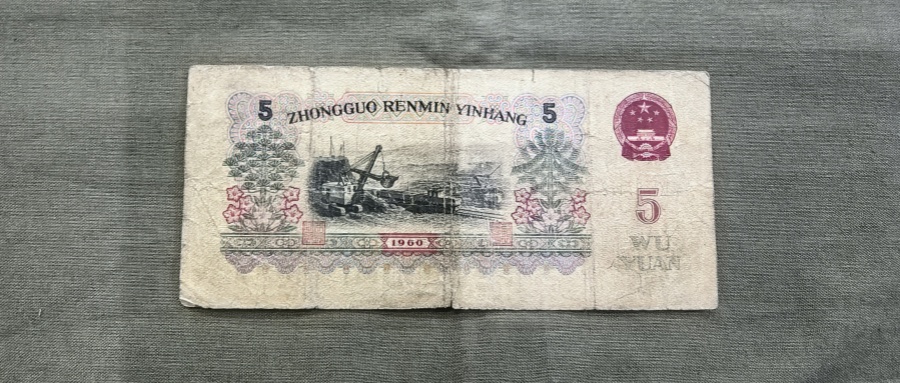 5 ZHONGGUO RENMIN YINHANG 5
5
WU
YUAN
1960